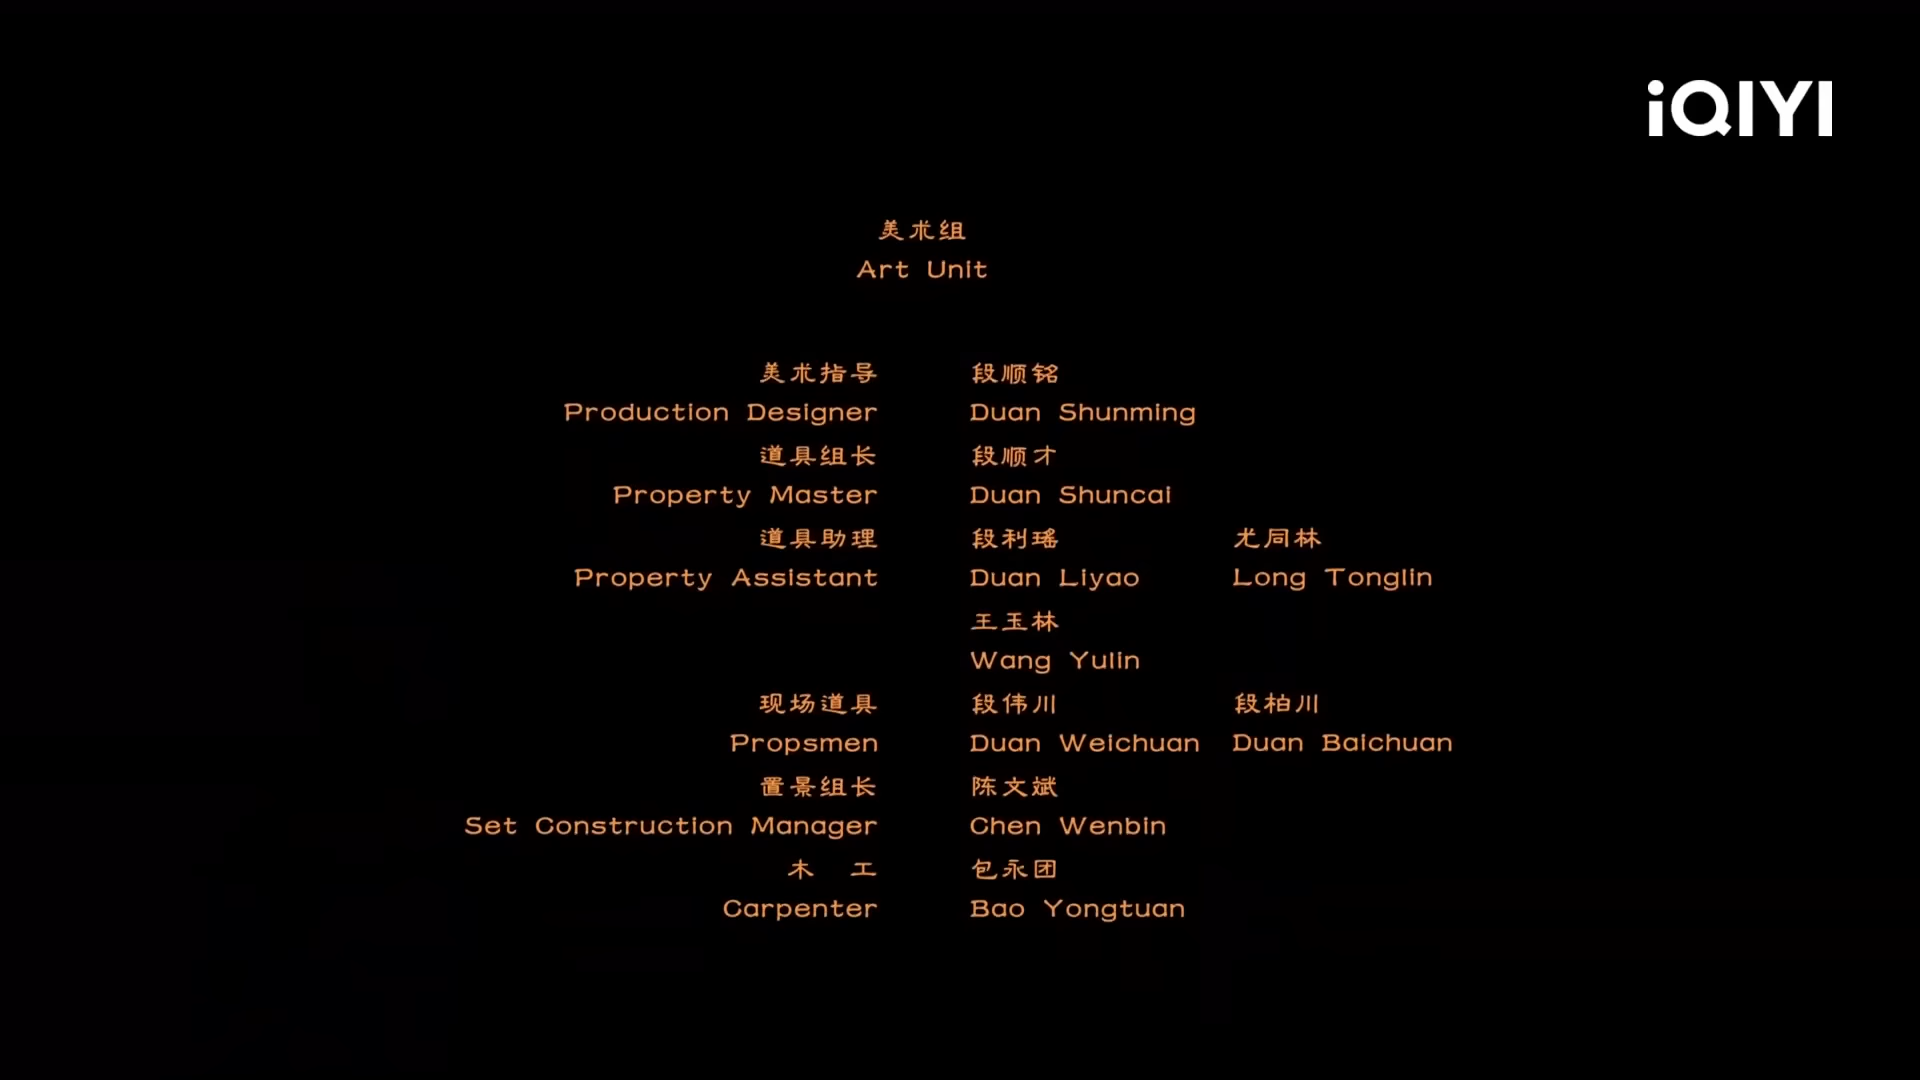 iQIYI
美术组
Art Unit
美术指导 段顺铭
Production Designer Duan Shunming
道具组长 段顺才
Property Master Duan Shuncai
道具助理 段利瑶 尤同林
Property Assistant Duan Liyao Long Tonglin
王玉林
Wang Yulin
现场道具 段伟川 段柏川
Propsmen Duan Weichuan Duan Baichuan
置景组长 陈文斌
Set Construction Manager Chen Wenbin
木 工 包永团
Carpenter Bao Yongtuan